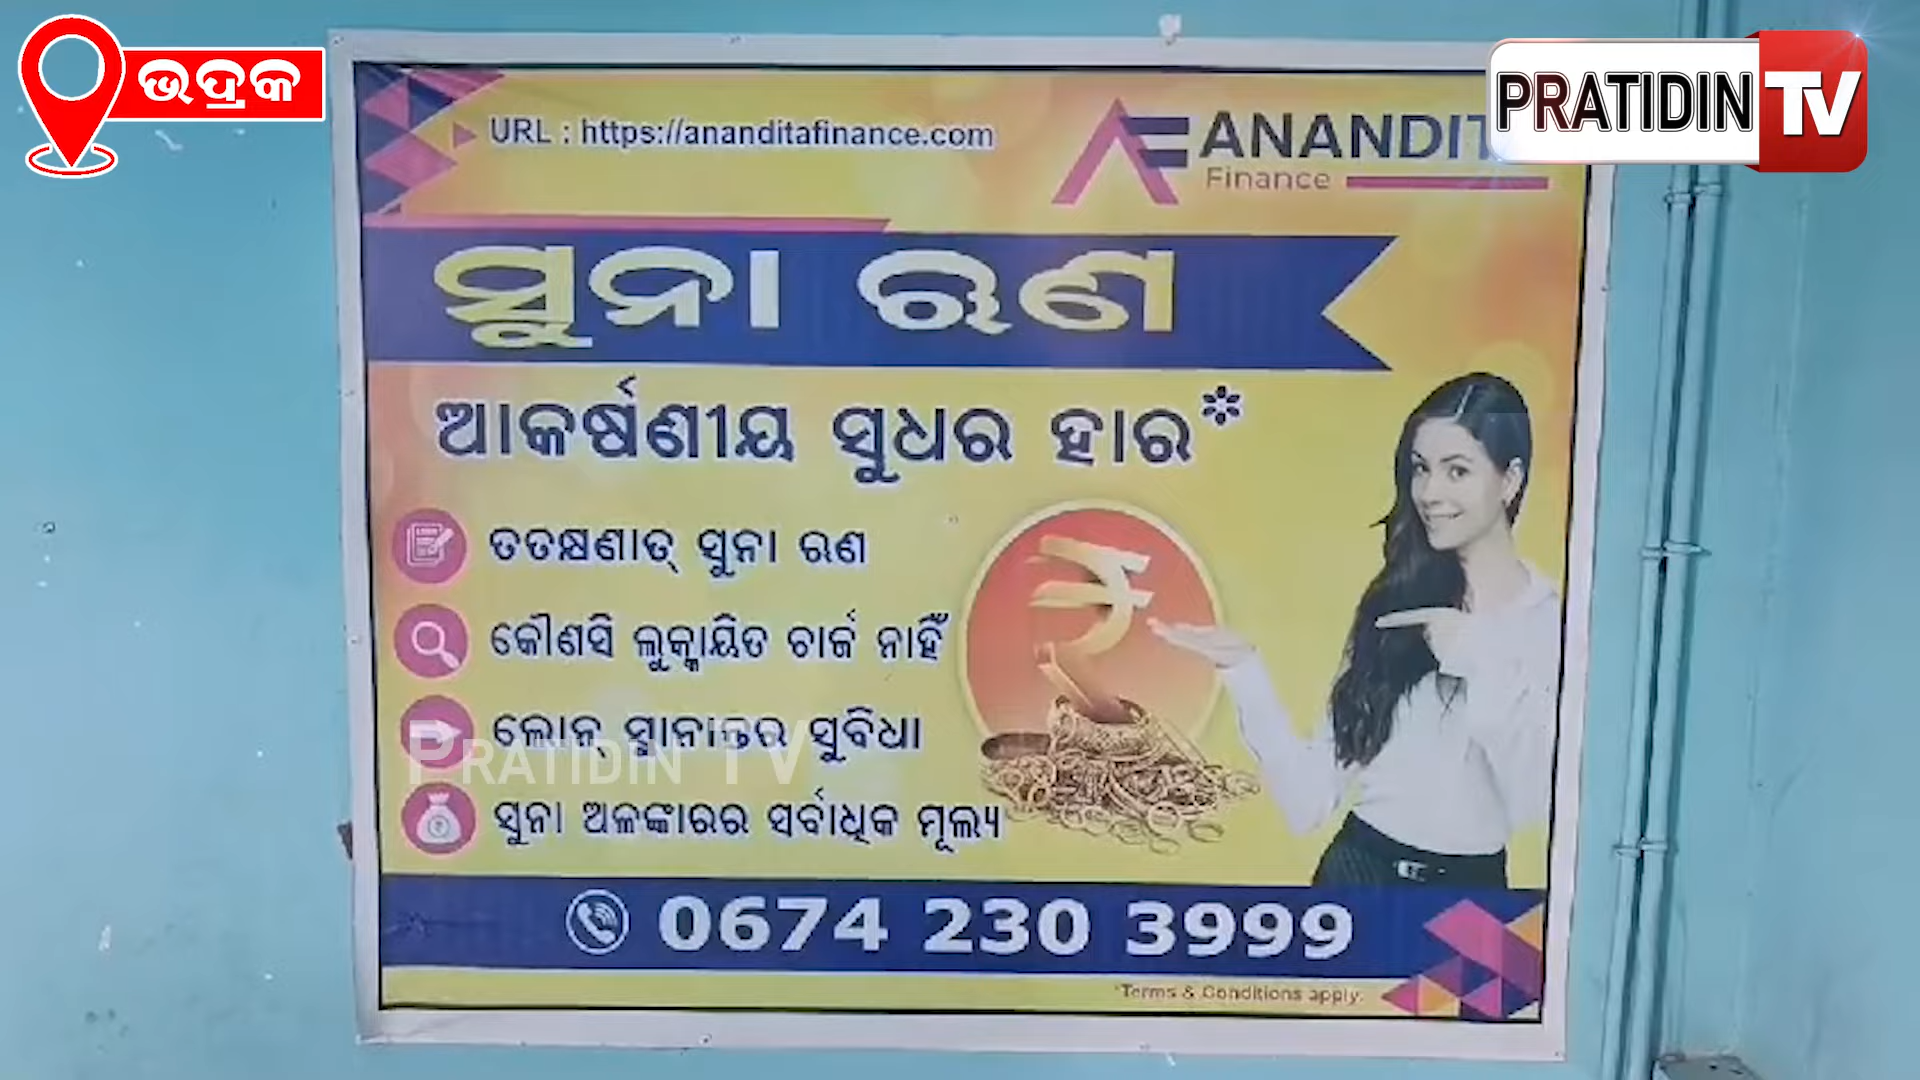 ଭଦ୍ରକ
PRATIDIN TV
URL : https://ananditafinance.com
ANANDIT
Finance
ସୁନା ଋଣ
ଆକର୍ଷଣୀୟ ସୁଧର ହାର*
ତତକ୍ଷଣାତ୍ ସୁନା ଋଣ
କୌଣସି ଲୁକ୍କାୟିତ ଚାର୍ଜ ନାହିଁ
ଲୋନ୍ ସ୍ଥାନାନ୍ତର ସୁବିଧା
PRATIDIN TV
ସୁନା ଅଳଙ୍କାରର ସର୍ବାଧିକ ମୂଲ୍ୟ
0674 230 3999
*Terms & Conditions apply.